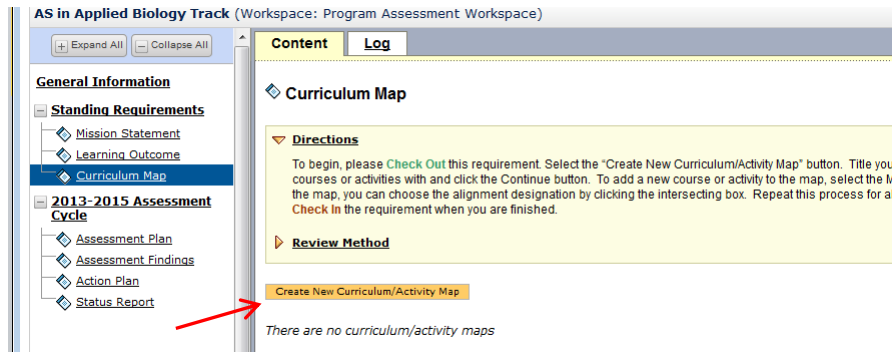 AS in Applied Biology Track (Workspace: Program Assessment Workspace)
Expand All Collapse All
General Information
Standing Requirements
Mission Statement
Learning Outcome
Curriculum Map
2013-2015 Assessment
Cycle
Assessment Plan
Assessment Findings
Action Plan
Status Report
Content Log
Curriculum Map
Directions
To begin, please Check Out this requirement. Select the "Create New Curriculum/Activity Map" button. Title you
courses or activities with and click the Continue button. To add a new course or activity to the map, select the M
the map, you can choose the alignment designation by clicking the intersecting box. Repeat this process for al
Check In the requirement when you are finished.
Review Method
Create New Curriculum/Activity Map
There are no curriculum/activity maps